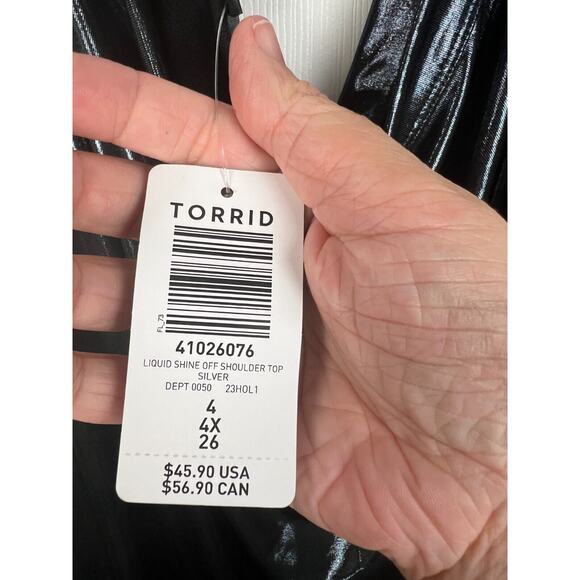 TORRID
FL_73
41026076
LIQUID SHINE OFF SHOULDER TOP
SILVER
DEPT 0050 23HOL1
4
4X
26
$45.90 USA
$56.90 CAN